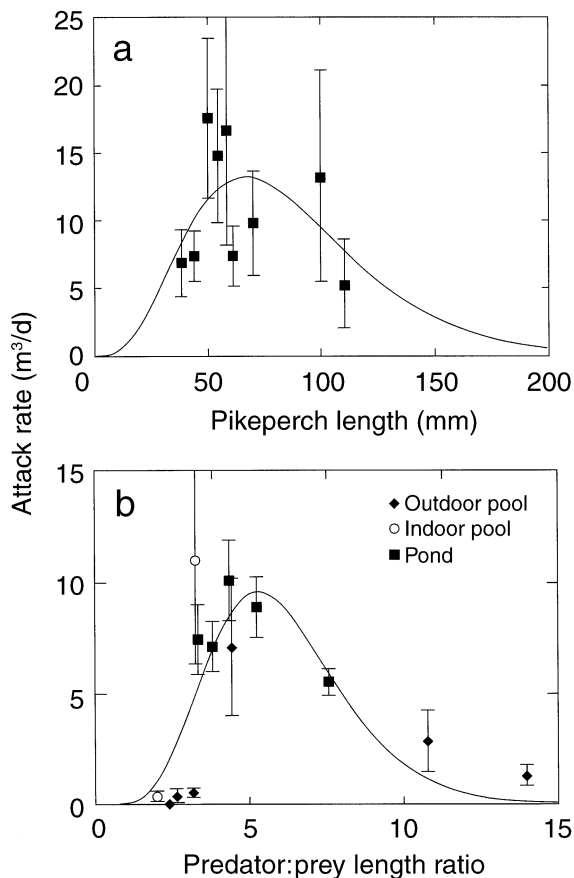 a
25
20
15
10
5
0
0 50 100 150 200
Pikeperch length (mm)
Attack rate (m³/d)
b
Outdoor pool
Indoor pool
Pond
15
10
5
0
0 5 10 15
Predator:prey length ratio